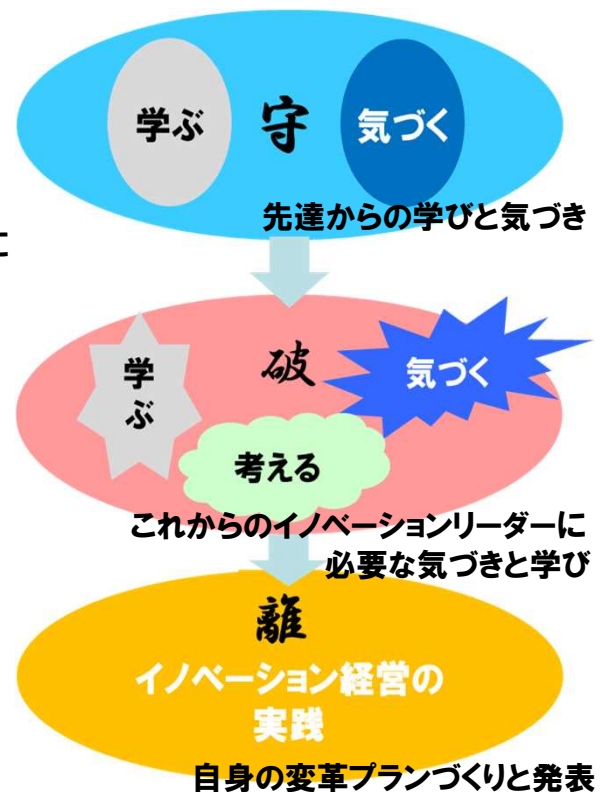 学ぶ 守 気づく
先達からの学びと気づき
に
破
学
ぶ
気づく
考える
これからのイノベーションリーダーに
必要な気づきと学び
離
イノベーション経営の
実践
自身の変革プランづくりと発表